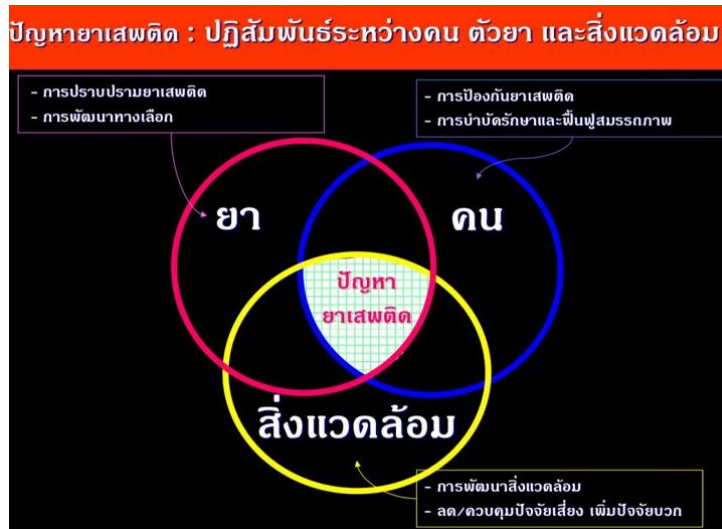 ปัญหายาเสพติด : ปฏิสัมพันธ์ระหว่างคน ตัวยา และสิ่งแวดล้อม
- การปราบปรามยาเสพติด
- การพัฒนาทางเลือก
- การป้องกันยาเสพติด
- การบำบัดรักษาและฟื้นฟูสมรรถภาพ
ยา
คน
ปัญหา
ยาเสพติด
สิ่งแวดล้อม
- การพัฒนาสิ่งแวดล้อม
- ลด/ควบคุมปัจจัยเสี่ยง เพิ่มปัจจัยบวก